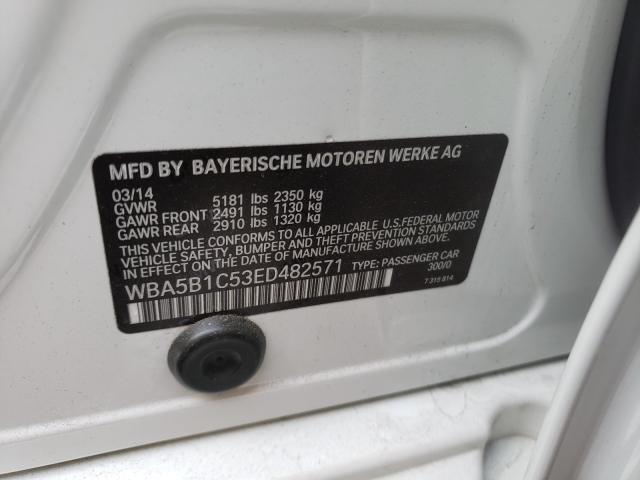 MFD BY BAYERISCHE MOTOREN WERKE AG
03/14
GVWR 5181 lbs 2350 kg
GAWR FRONT 2491 lbs 1130 kg
GAWR REAR 2910 lbs 1320 kg
THIS VEHICLE CONFORMS TO ALL APPLICABLE U.S.FEDERAL MOTOR
VEHICLE SAFETY, BUMPER AND THEFT PREVENTION STANDARDS
IN EFFECT ON THE DATE OF MANUFACTURE SHOWN ABOVE.
WBA5B1C53ED482571 TYPE: PASSENGER CAR
300/0
7 315 814